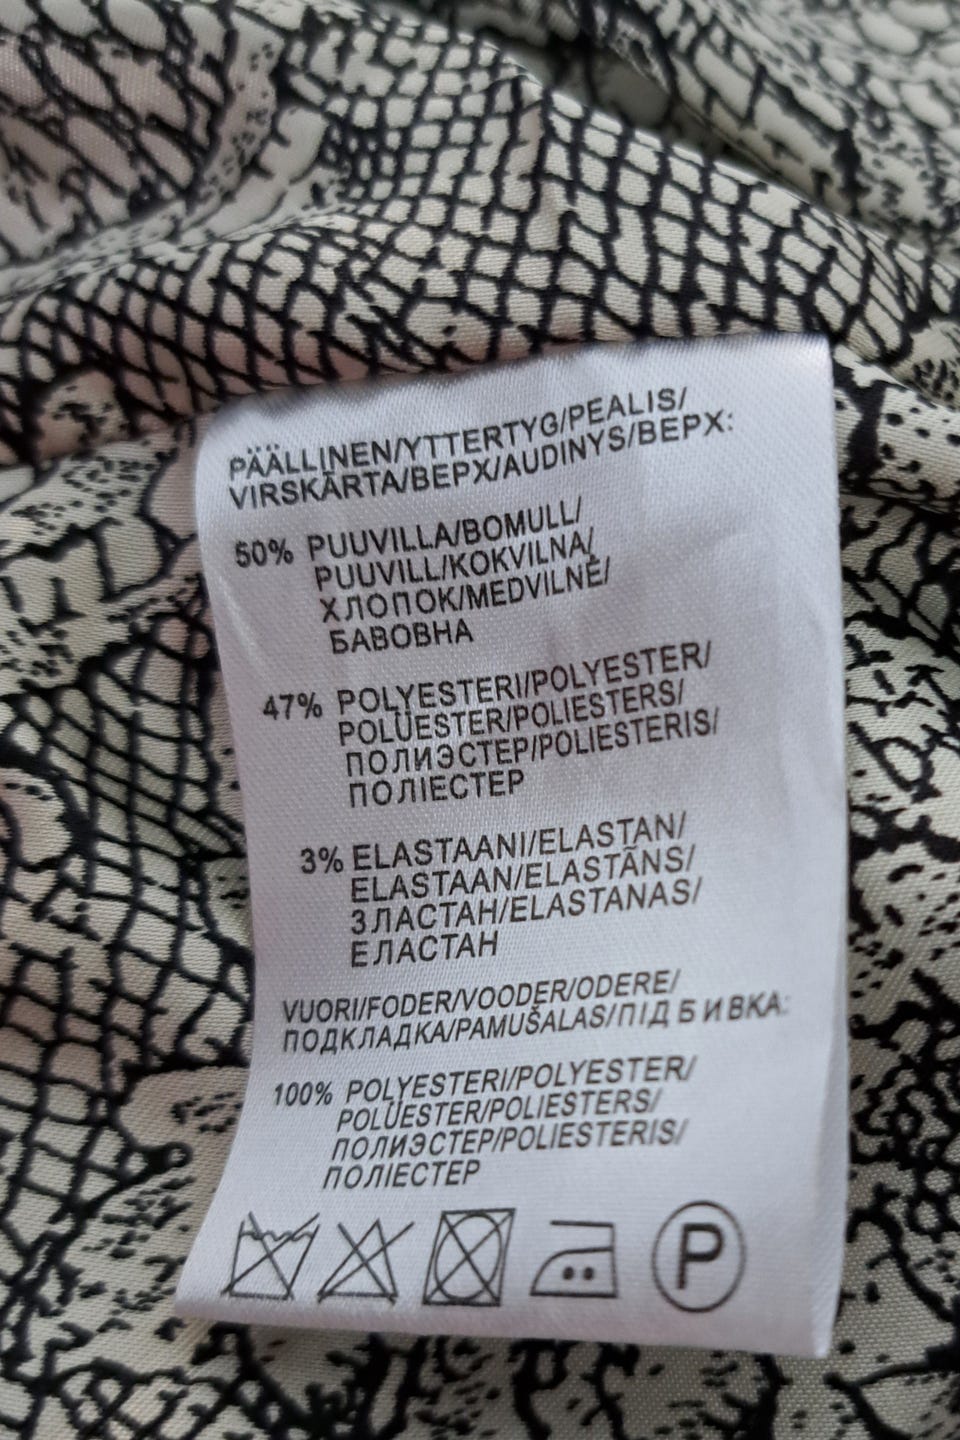 PÄÄLLINEN/YTTERTYG/PEALIS/
VIRSKĀRTA/ВЕРХ/AUDINYS/ВЕРХ:
50% PUUVILLA/BOMULL/
PUUVILL/KOKVILNA/
ХЛОПОК/MEDVILNĖ/
БАВОВНА
47% POLYESTERI/POLYESTER/
POLÜESTER/POLIESTERS/
ПОЛИЭСТЕР/POLIESTERIS/
ПОЛІЕСТЕР
3% ELASTAANI/ELASTAN/
ELASTAAN/ELASTĀNS/
ЗЛАСТАН/ELASTANAS/
ЕЛАСТАН
VUORI/FODER/VOODER/ODERE/
ПОДКЛАДКА/PAMUŠALAS/ПІДБИВКА:
100% POLYESTERI/POLYESTER/
POLÜESTER/POLIESTERS/
ПОЛИЭСТЕР/POLIESTERIS/
ПОЛІЕСТЕР
P